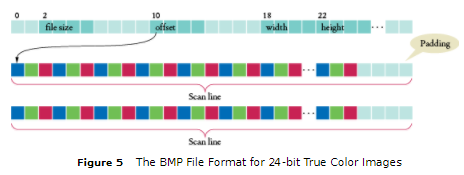 0 2 10 18 22
file size offset width height ...
Padding
...
Scan line
...
Scan line
Figure 5 The BMP File Format for 24-bit True Color Images